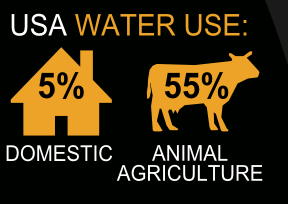 USA WATER USE:
5% 55%
DOMESTIC ANIMAL
AGRICULTURE